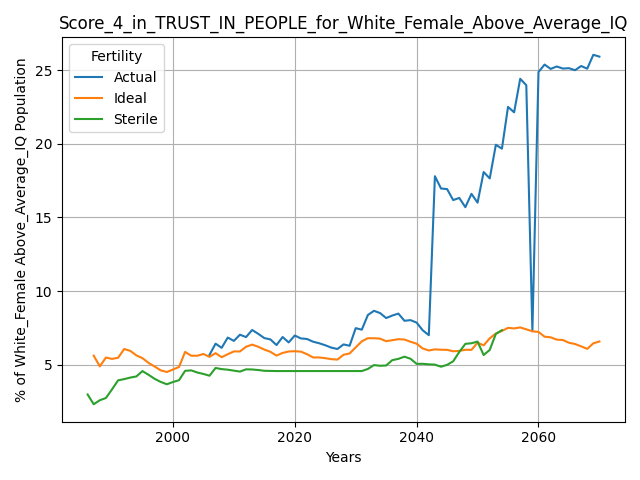 Score_4_in_TRUST_IN_PEOPLE_for_White_Female_Above_Average_IQ
% of White_Female Above_Average_IQ Population
Fertility
Actual
Ideal
Sterile
25
20
15
10
5
2000
2020
2040
2060
Years